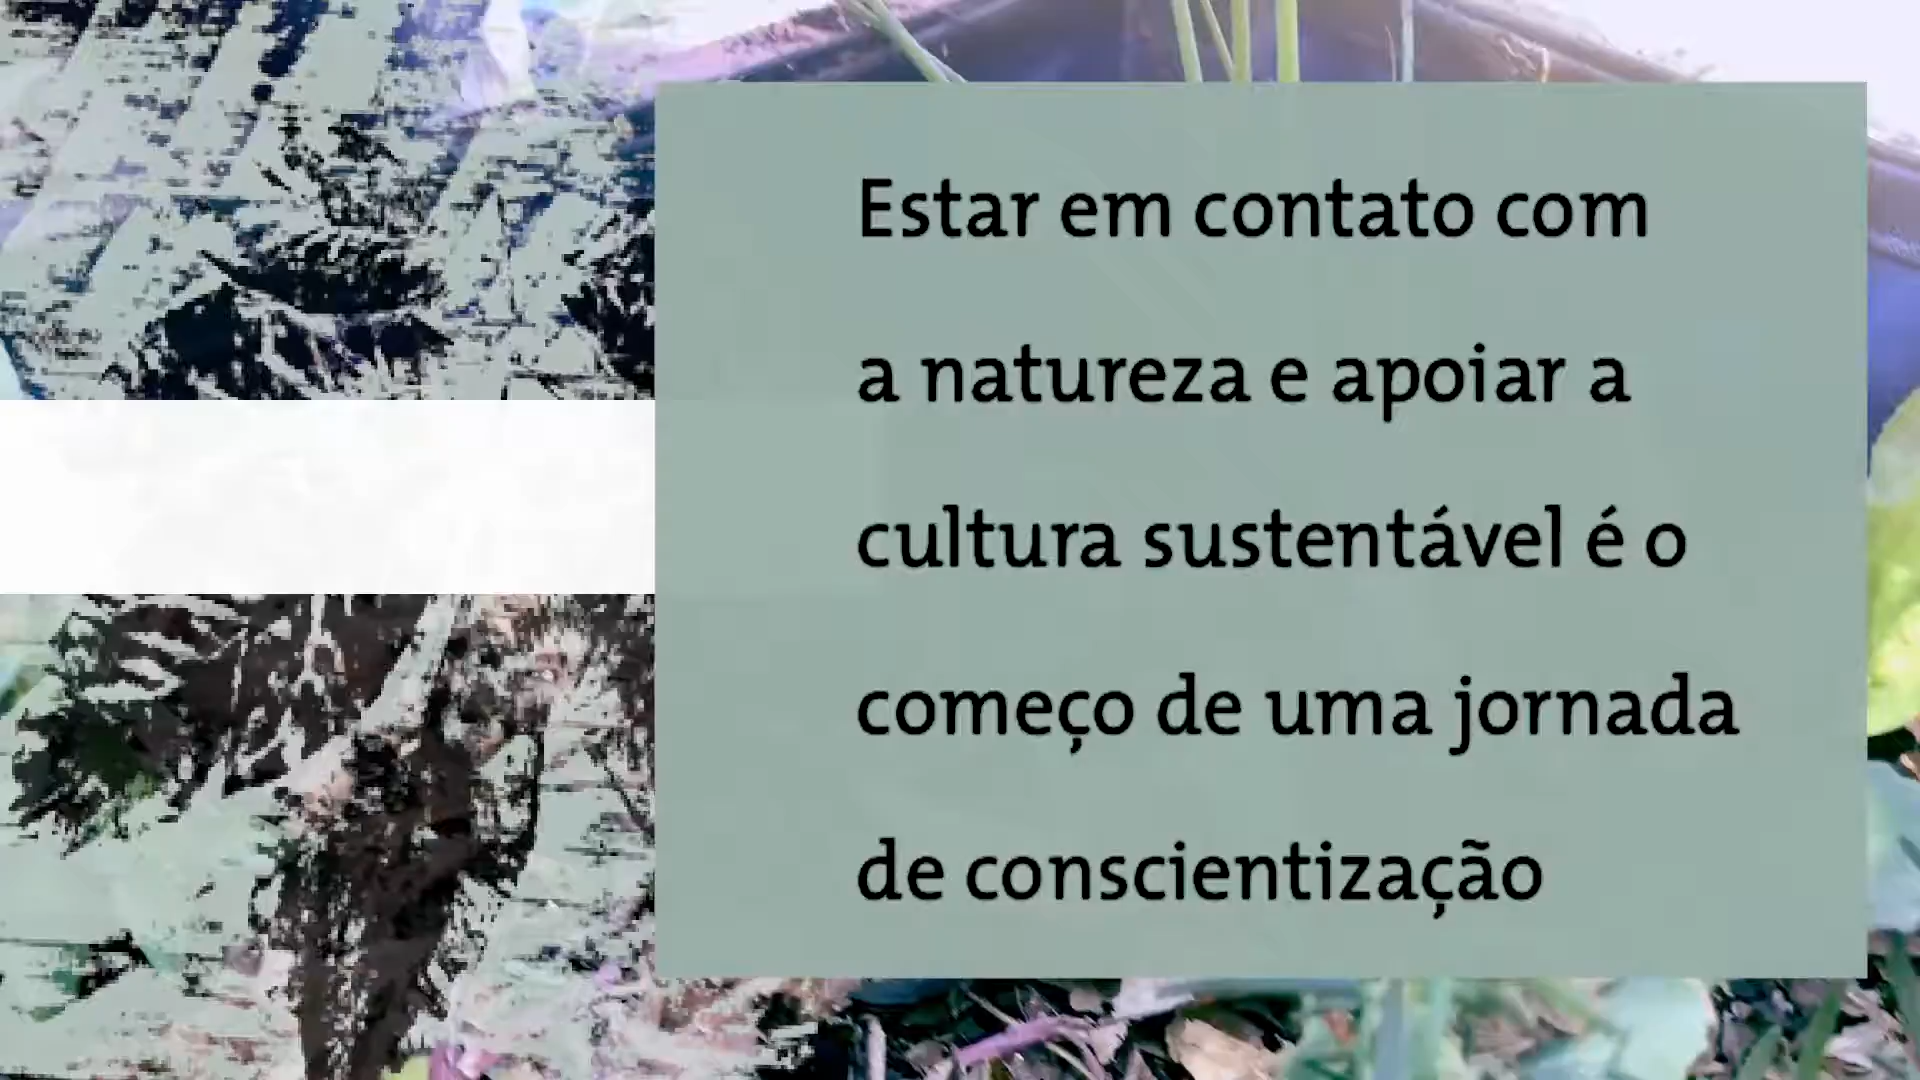 Estar em contato com
a natureza e apoiar a
cultura sustentável é o
começo de uma jornada
de conscientização